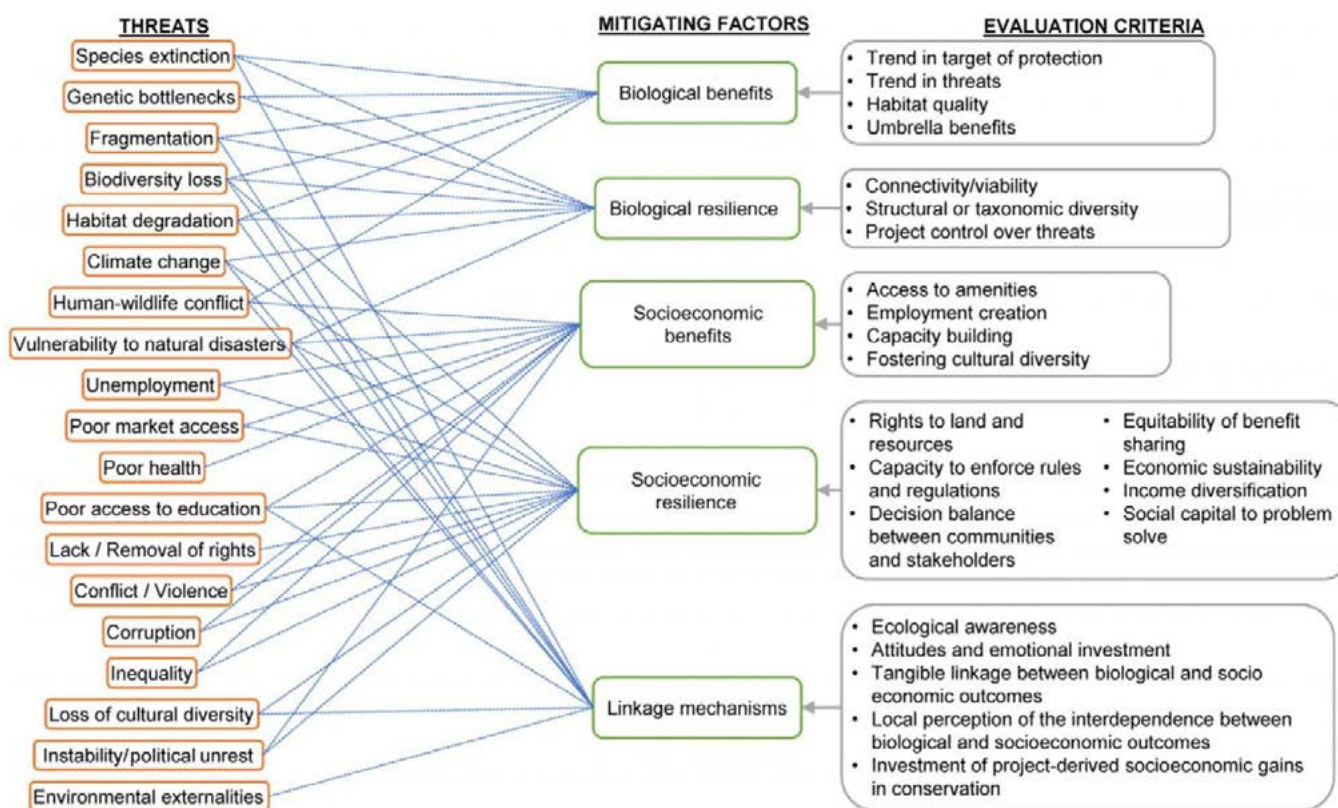 THREATS
Species extinction
Genetic bottlenecks
Fragmentation
Biodiversity loss
Habitat degradation
Climate change
Human-wildlife conflict
Vulnerability to natural disasters
Unemployment
Poor market access
Poor health
Poor access to education
Lack / Removal of rights
Conflict / Violence
Corruption
Inequality
Loss of cultural diversity
Instability/political unrest
Environmental externalities
MITIGATING FACTORS
Biological benefits
Biological resilience
Socioeconomic
benefits
Socioeconomic
resilience
Linkage mechanisms
EVALUATION CRITERIA
• Trend in target of protection
• Trend in threats
• Habitat quality
• Umbrella benefits
• Connectivity/viability
• Structural or taxonomic diversity
• Project control over threats
• Access to amenities
• Employment creation
• Capacity building
• Fostering cultural diversity
• Rights to land and
resources
• Capacity to enforce rules
and regulations
• Decision balance
between communities
and stakeholders
• Equitability of benefit
sharing
• Economic sustainability
• Income diversification
• Social capital to problem
solve
• Ecological awareness
• Attitudes and emotional investment
• Tangible linkage between biological and socio
economic outcomes
• Local perception of the interdependence between
biological and socioeconomic outcomes
• Investment of project-derived socioeconomic gains
in conservation